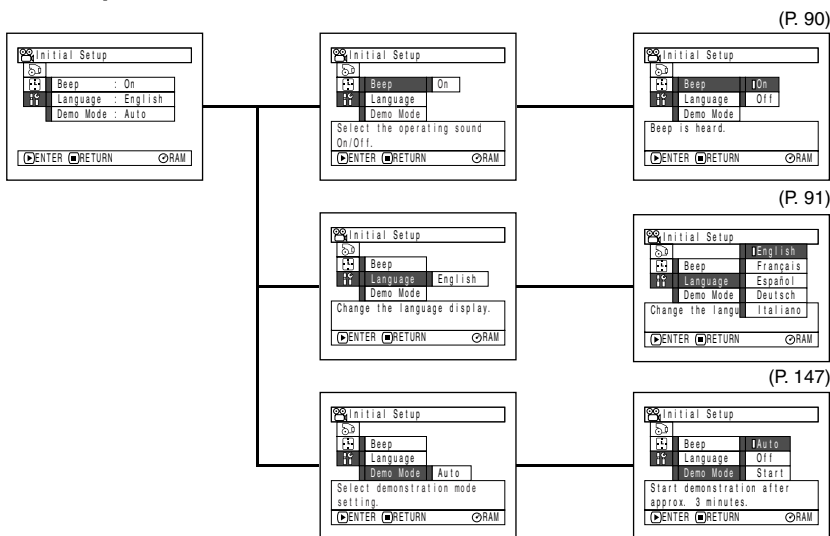 (P. 90)
Initial Setup
Beep : On
Language : English
Demo Mode : Auto
ENTER RETURN RAM
Initial Setup
Beep On
Language
Demo Mode
Select the operating sound
On/Off.
ENTER RETURN RAM
Initial Setup
Beep On
Language Off
Demo Mode
Beep is heard.
ENTER RETURN RAM
(P. 91)
Initial Setup
Beep
Language English
Demo Mode
Change the language display.
ENTER RETURN RAM
Initial Setup
English
Beep Français
Language Español
Demo Mode Deutsch
Change the langu Italiano
ENTER RETURN RAM
(P. 147)
Initial Setup
Beep
Language
Demo Mode Auto
Select demonstration mode
setting.
ENTER RETURN RAM
Initial Setup
Beep Auto
Language Off
Demo Mode Start
Start demonstration after
approx. 3 minutes.
ENTER RETURN RAM